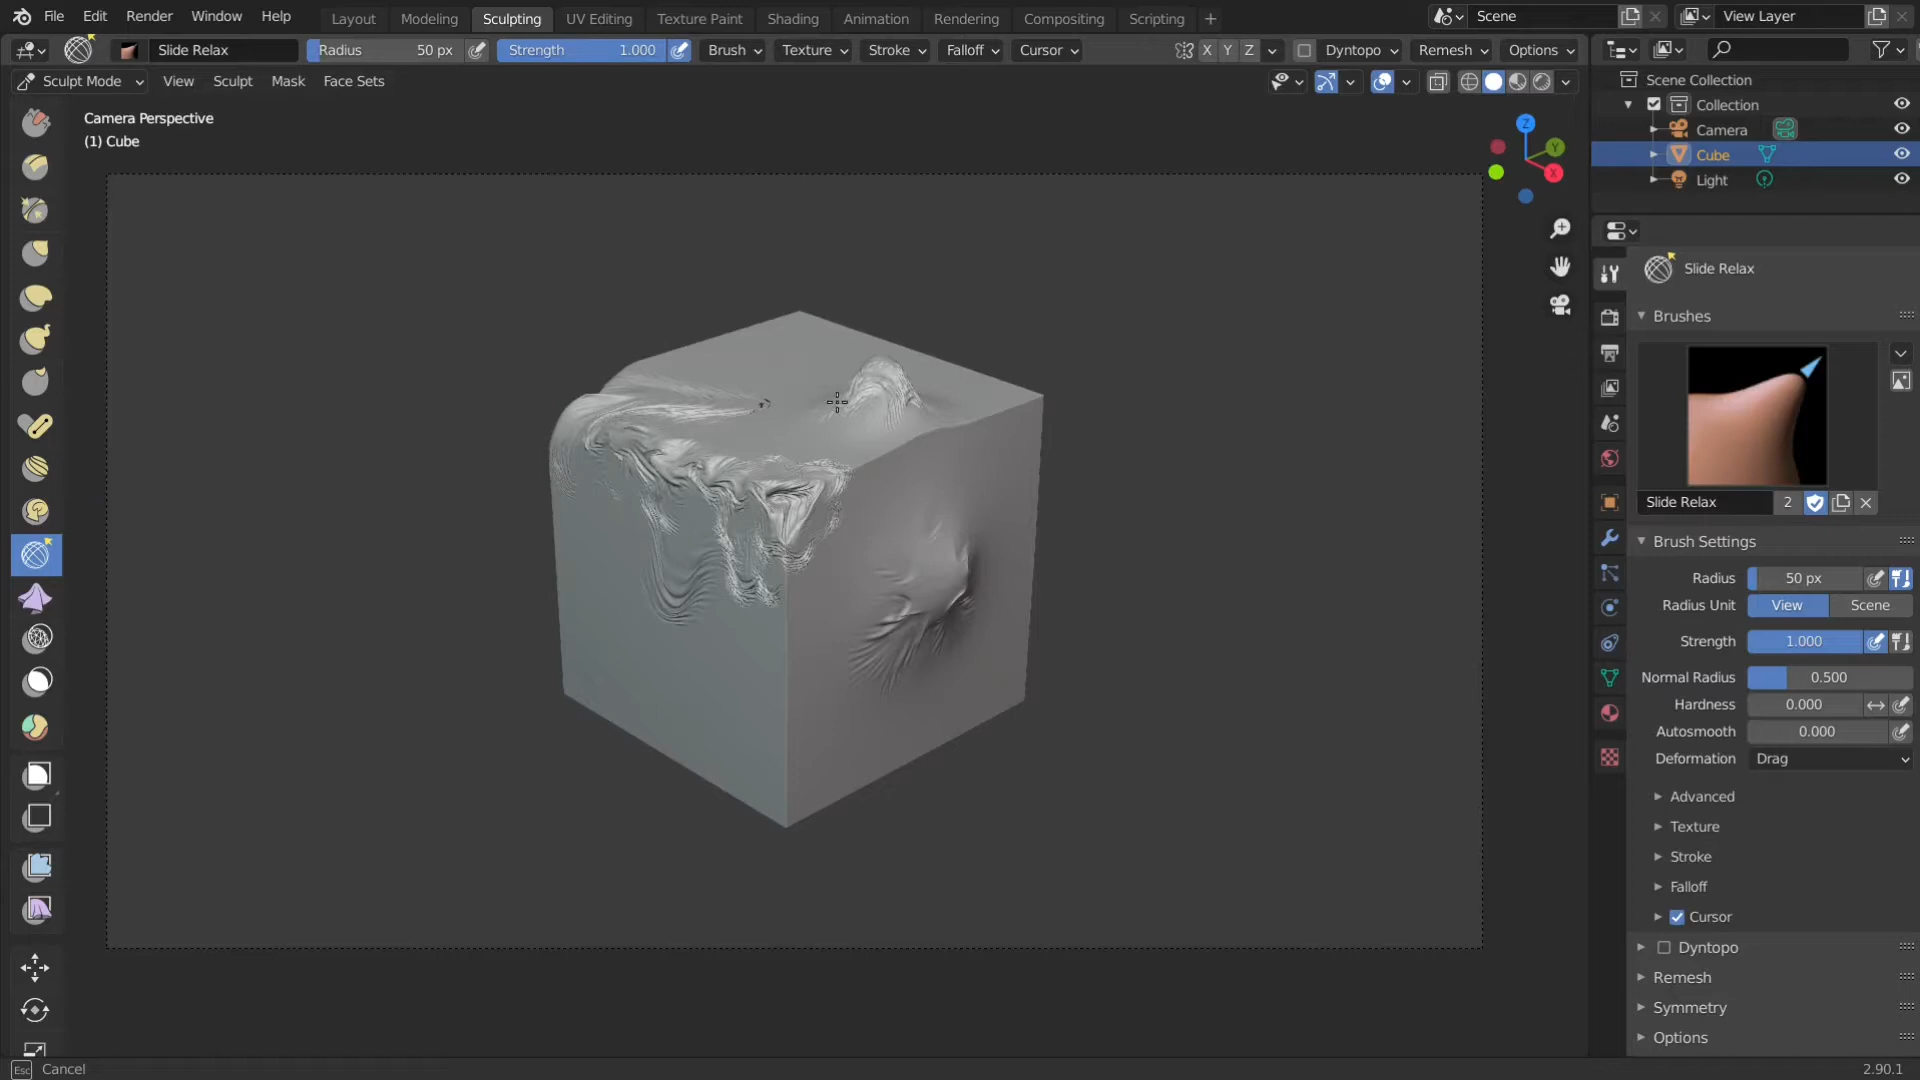 File Edit Render Window Help Layout Modeling Sculpting UV Editing Texture Paint Shading Animation Rendering Compositing Scripting + Scene View Layer
Slide Relax Radius 50 px Strength 1.000 Brush Texture Stroke Falloff Cursor X Y Z Dyntopo Remesh Options
Sculpt Mode View Sculpt Mask Face Sets
Camera Perspective
(1) Cube
Z
Y
X
Scene Collection
Collection
Camera
Cube
Light
Slide Relax
Brushes
Slide Relax 2
Brush Settings
Radius 50 px
Radius Unit View Scene
Strength 1.000
Normal Radius 0.500
Hardness 0.000
Autosmooth 0.000
Deformation Drag
Advanced
Texture
Stroke
Falloff
Cursor
Dyntopo
Remesh
Symmetry
Options
Esc Cancel 2.90.1